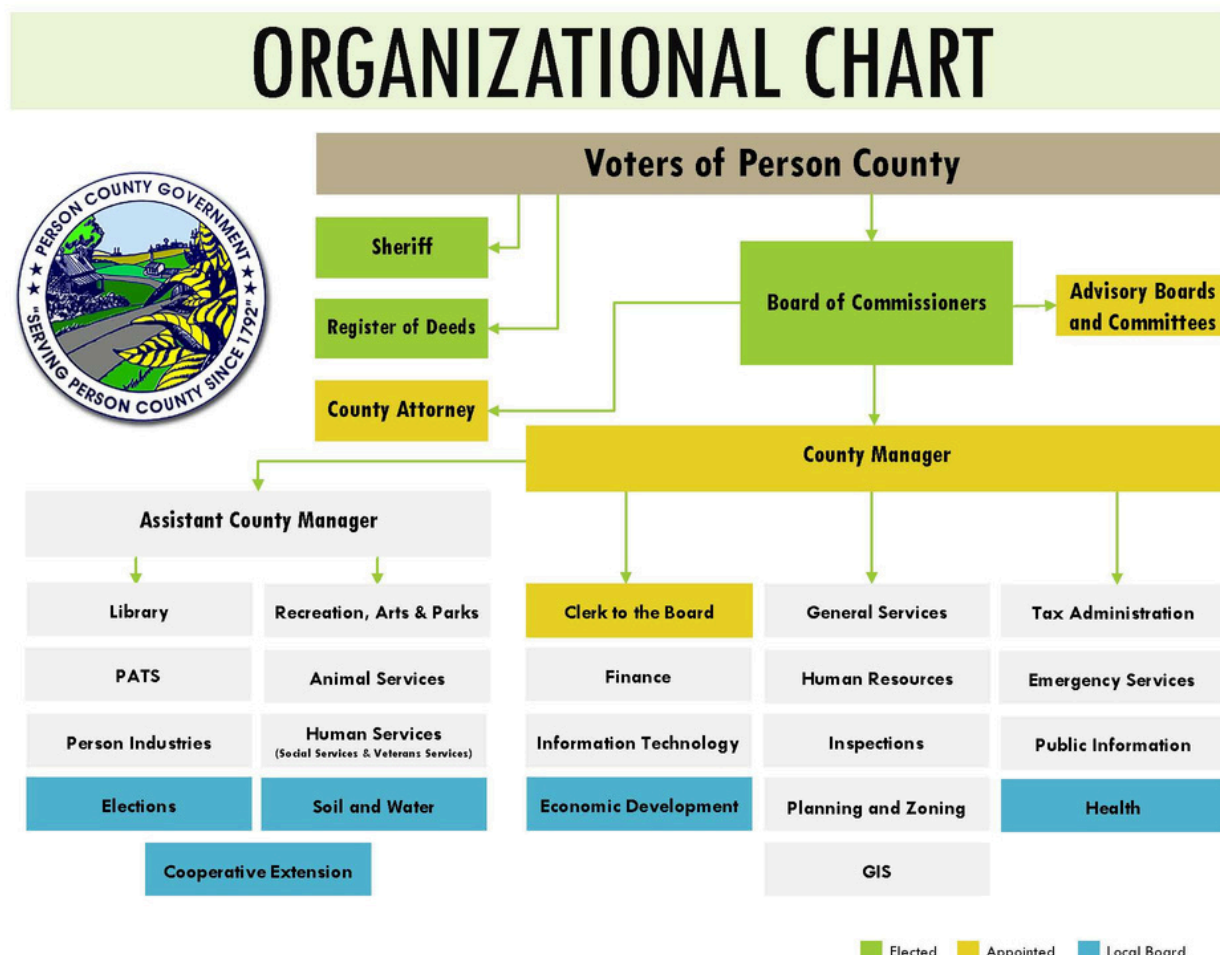 ORGANIZATIONAL CHART
Voters of Person County
PERSON COUNTY GOVERNMENT
"SERVING PERSON COUNTY SINCE 1792"
Sheriff
Register of Deeds
County Attorney
Board of Commissioners
Advisory Boards
and Committees
County Manager
Assistant County Manager
Library
Recreation, Arts & Parks
PATS
Animal Services
Person Industries
Human Services
(Social Services & Veterans Services)
Elections
Soil and Water
Cooperative Extension
Clerk to the Board
Finance
Information Technology
Economic Development
General Services
Human Resources
Inspections
Planning and Zoning
GIS
Tax Administration
Emergency Services
Public Information
Health
Elected Appointed Local Board